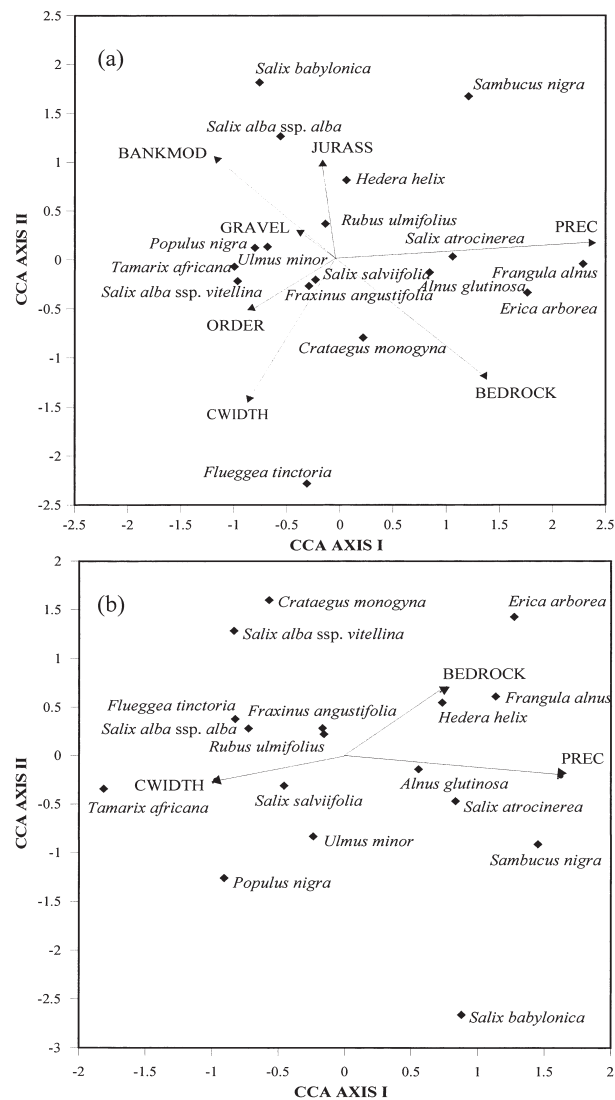 (a)
2.5
2
1.5
1
0.5
0
-0.5
-1
-1.5
-2
-2.5
CCA AXIS II
Salix babylonica
Sambucus nigra
Salix alba ssp. alba
BANKMOD
JURASS
Hedera helix
GRAVEL
Rubus ulmifolius
PREC
Salix atrocinerea
Populus nigra
Ulmus minor
Tamarix africana
Salix salviifolia
Frangula alnus
Alnus glutinosa
Salix alba ssp. vitellina
Fraxinus angustifolia
Erica arborea
ORDER
Crataegus monogyna
BEDROCK
CWIDTH
Flueggea tinctoria
-2.5 -2 -1.5 -1 -0.5 0 0.5 1 1.5 2 2.5
CCA AXIS I
(b)
2
1.5
1
0.5
0
-0.5
-1
-1.5
-2
-2.5
-3
CCA AXIS II
Crataegus monogyna
Erica arborea
Salix alba ssp. vitellina
BEDROCK
Flueggea tinctoria
Fraxinus angustifolia
Frangula alnus
Hedera helix
Salix alba ssp. alba
Rubus ulmifolius
PREC
CWIDTH
Alnus glutinosa
Tamarix africana
Salix salviifolia
Salix atrocinerea
Ulmus minor
Sambucus nigra
Populus nigra
Salix babylonica
-2 -1.5 -1 -0.5 0 0.5 1 1.5 2
CCA AXIS I